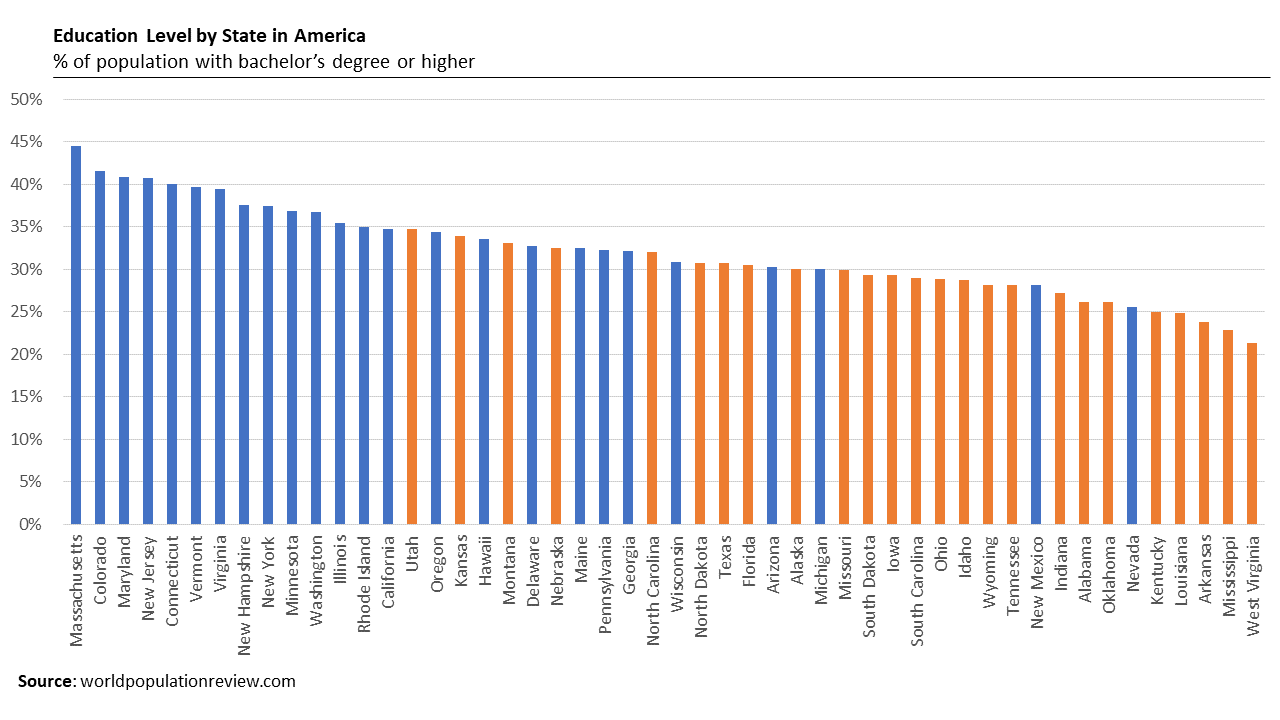 Education Level by State in America
% of population with bachelor’s degree or higher
50%
45%
40%
35%
30%
25%
20%
15%
10%
5%
0%
Massachusetts
Colorado
Maryland
New Jersey
Connecticut
Vermont
Virginia
New Hampshire
New York
Minnesota
Washington
Illinois
Rhode Island
California
Utah
Oregon
Kansas
Hawaii
Montana
Delaware
Nebraska
Maine
Pennsylvania
Georgia
North Carolina
Wisconsin
North Dakota
Texas
Florida
Arizona
Alaska
Michigan
Missouri
South Dakota
Iowa
South Carolina
Ohio
Idaho
Wyoming
Tennessee
New Mexico
Indiana
Alabama
Oklahoma
Nevada
Kentucky
Louisiana
Arkansas
Mississippi
West Virginia
Source: worldpopulationreview.com